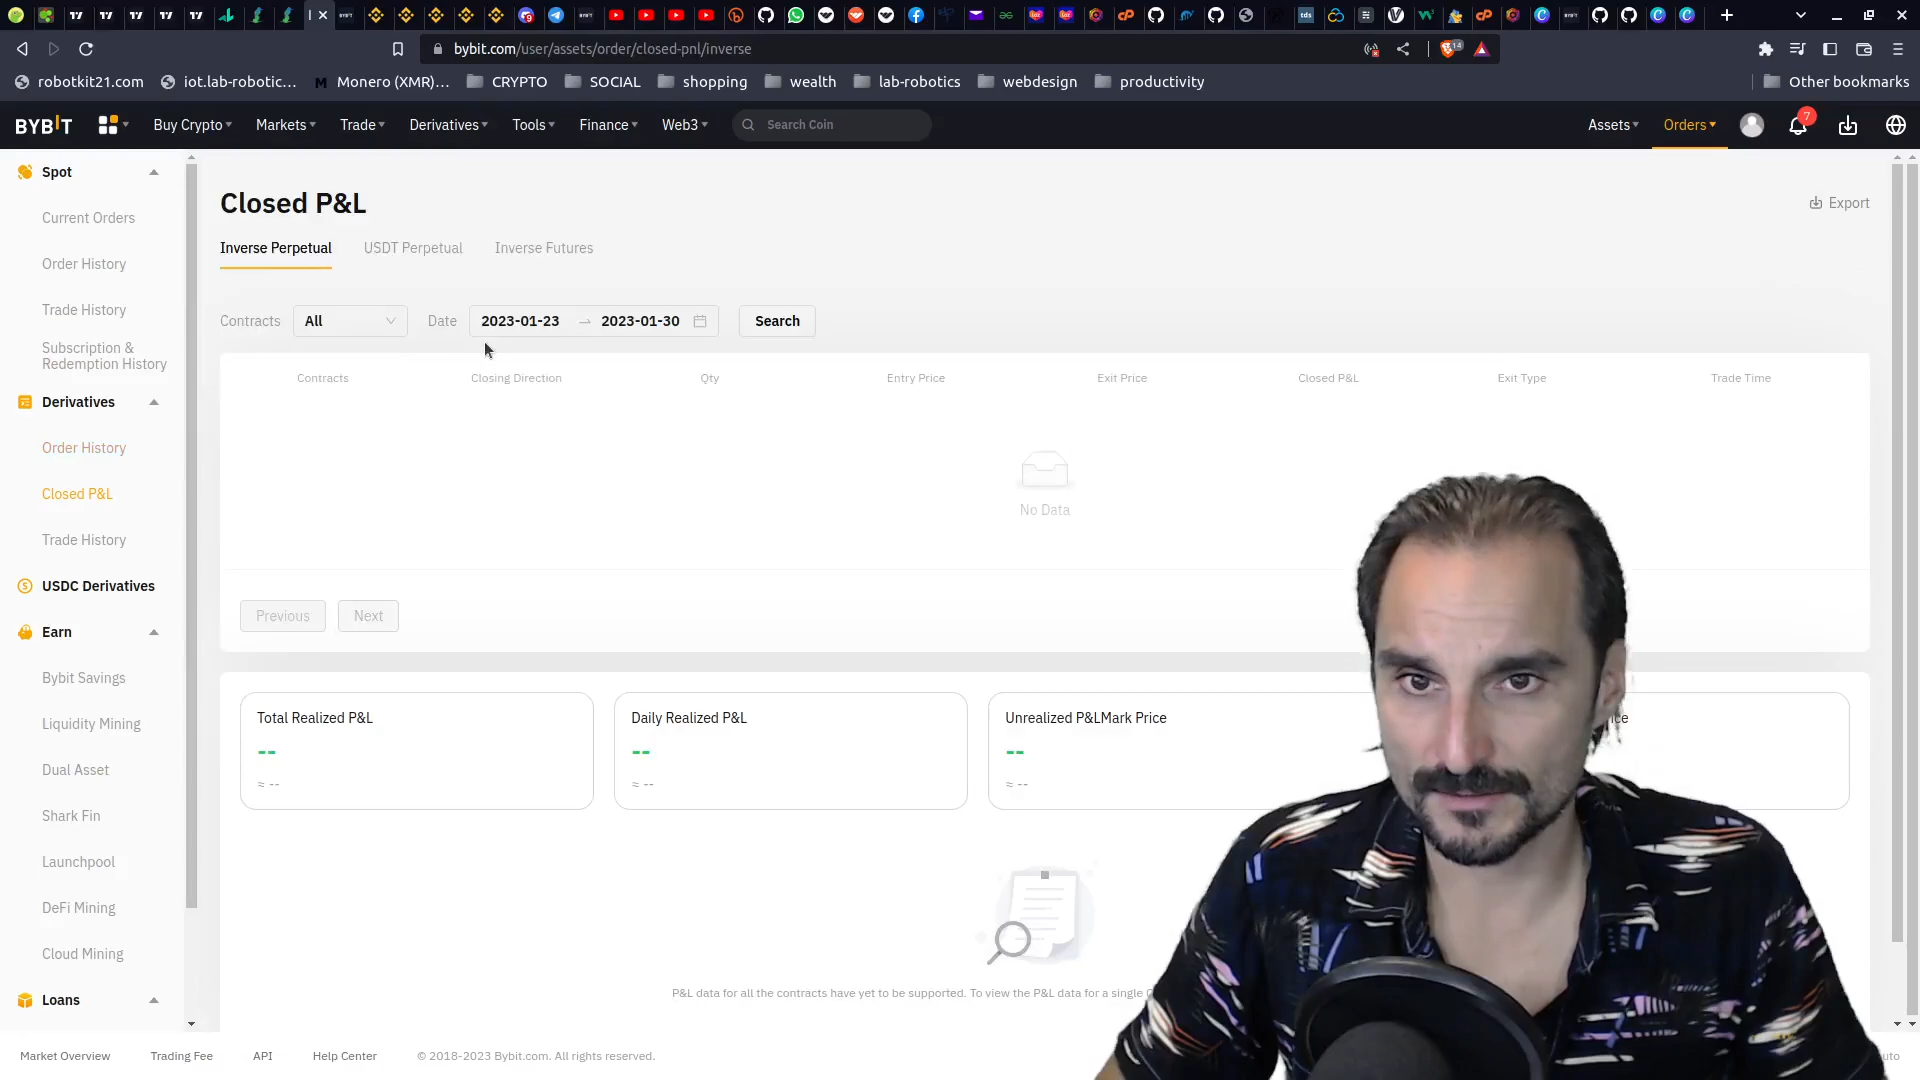 bybit.com/user/assets/order/closed-pnl/inverse
14
robotkit21.com
iot.lab-robotic...
Monero (XMR)...
CRYPTO
SOCIAL
shopping
wealth
lab-robotics
webdesign
productivity
Other bookmarks
BYBIT
Buy Crypto
Markets
Trade
Derivatives
Tools
Finance
Web3
Search Coin
Assets
Orders
7
Spot
Current Orders
Order History
Trade History
Subscription &
Redemption History
Derivatives
Order History
Closed P&L
Trade History
USDC Derivatives
Earn
Bybit Savings
Liquidity Mining
Dual Asset
Shark Fin
Launchpool
DeFi Mining
Cloud Mining
Loans
Closed P&L
Export
Inverse Perpetual
USDT Perpetual
Inverse Futures
Contracts
All
Date
2023-01-23
2023-01-30
Search
Contracts
Closing Direction
Qty
Entry Price
Exit Price
Closed P&L
Exit Type
Trade Time
No Data
Previous
Next
Total Realized P&L
--
≈ --
Daily Realized P&L
--
≈ --
Unrealized P&LMark Price
--
≈ --
P&L data for all the contracts have yet to be supported. To view the P&L data for a single
Market Overview
Trading Fee
API
Help Center
© 2018-2023 Bybit.com. All rights reserved.